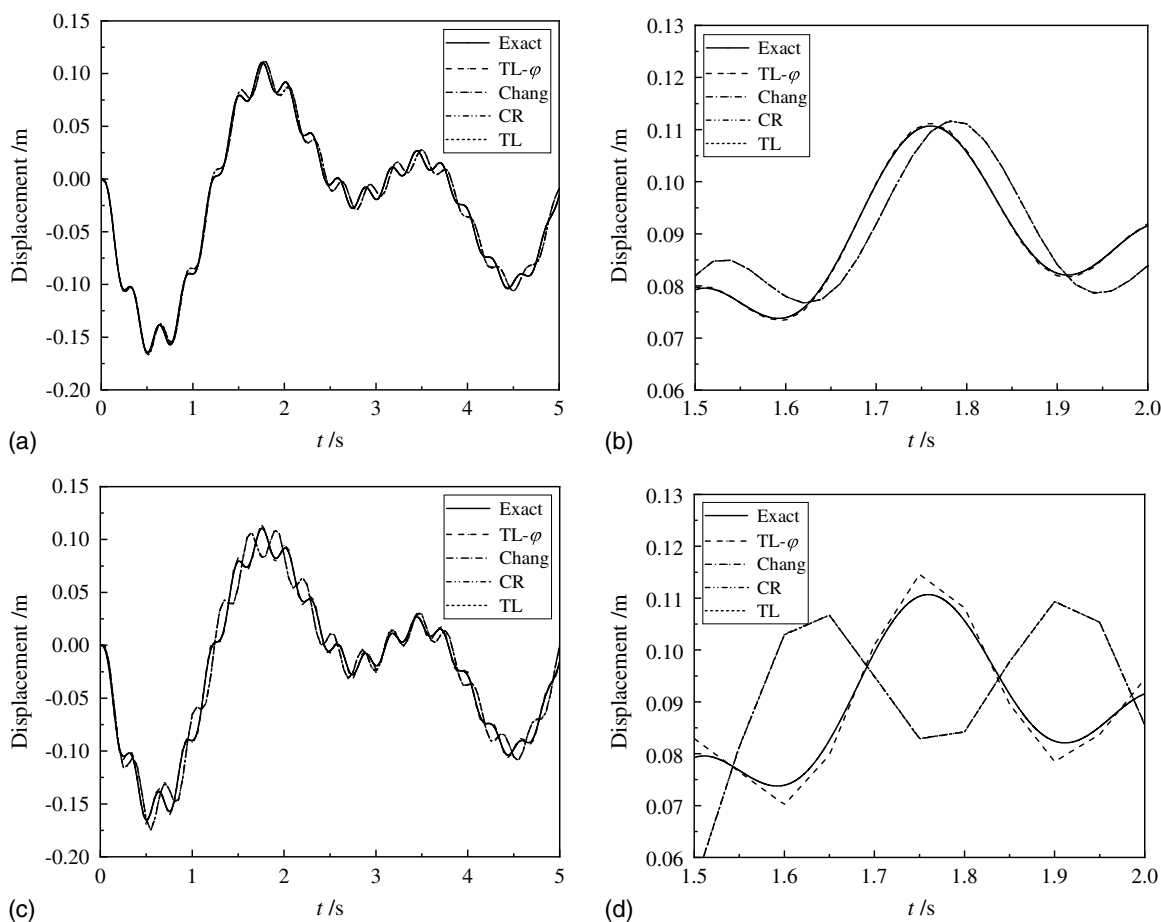 0.15
0.10
0.05
0.00
-0.05
-0.10
-0.15
-0.20
Displacement /m
0 1 2 3 4 5
t /s
Exact
TL-φ
Chang
CR
TL
(a)
0.13
0.12
0.11
0.10
0.09
0.08
0.07
0.06
Displacement /m
1.5 1.6 1.7 1.8 1.9 2.0
t /s
Exact
TL-φ
Chang
CR
TL
(b)
0.15
0.10
0.05
0.00
-0.05
-0.10
-0.15
-0.20
Displacement /m
0 1 2 3 4 5
t /s
Exact
TL-φ
Chang
CR
TL
(c)
0.13
0.12
0.11
0.10
0.09
0.08
0.07
0.06
Displacement /m
1.5 1.6 1.7 1.8 1.9 2.0
t /s
Exact
TL-φ
Chang
CR
TL
(d)